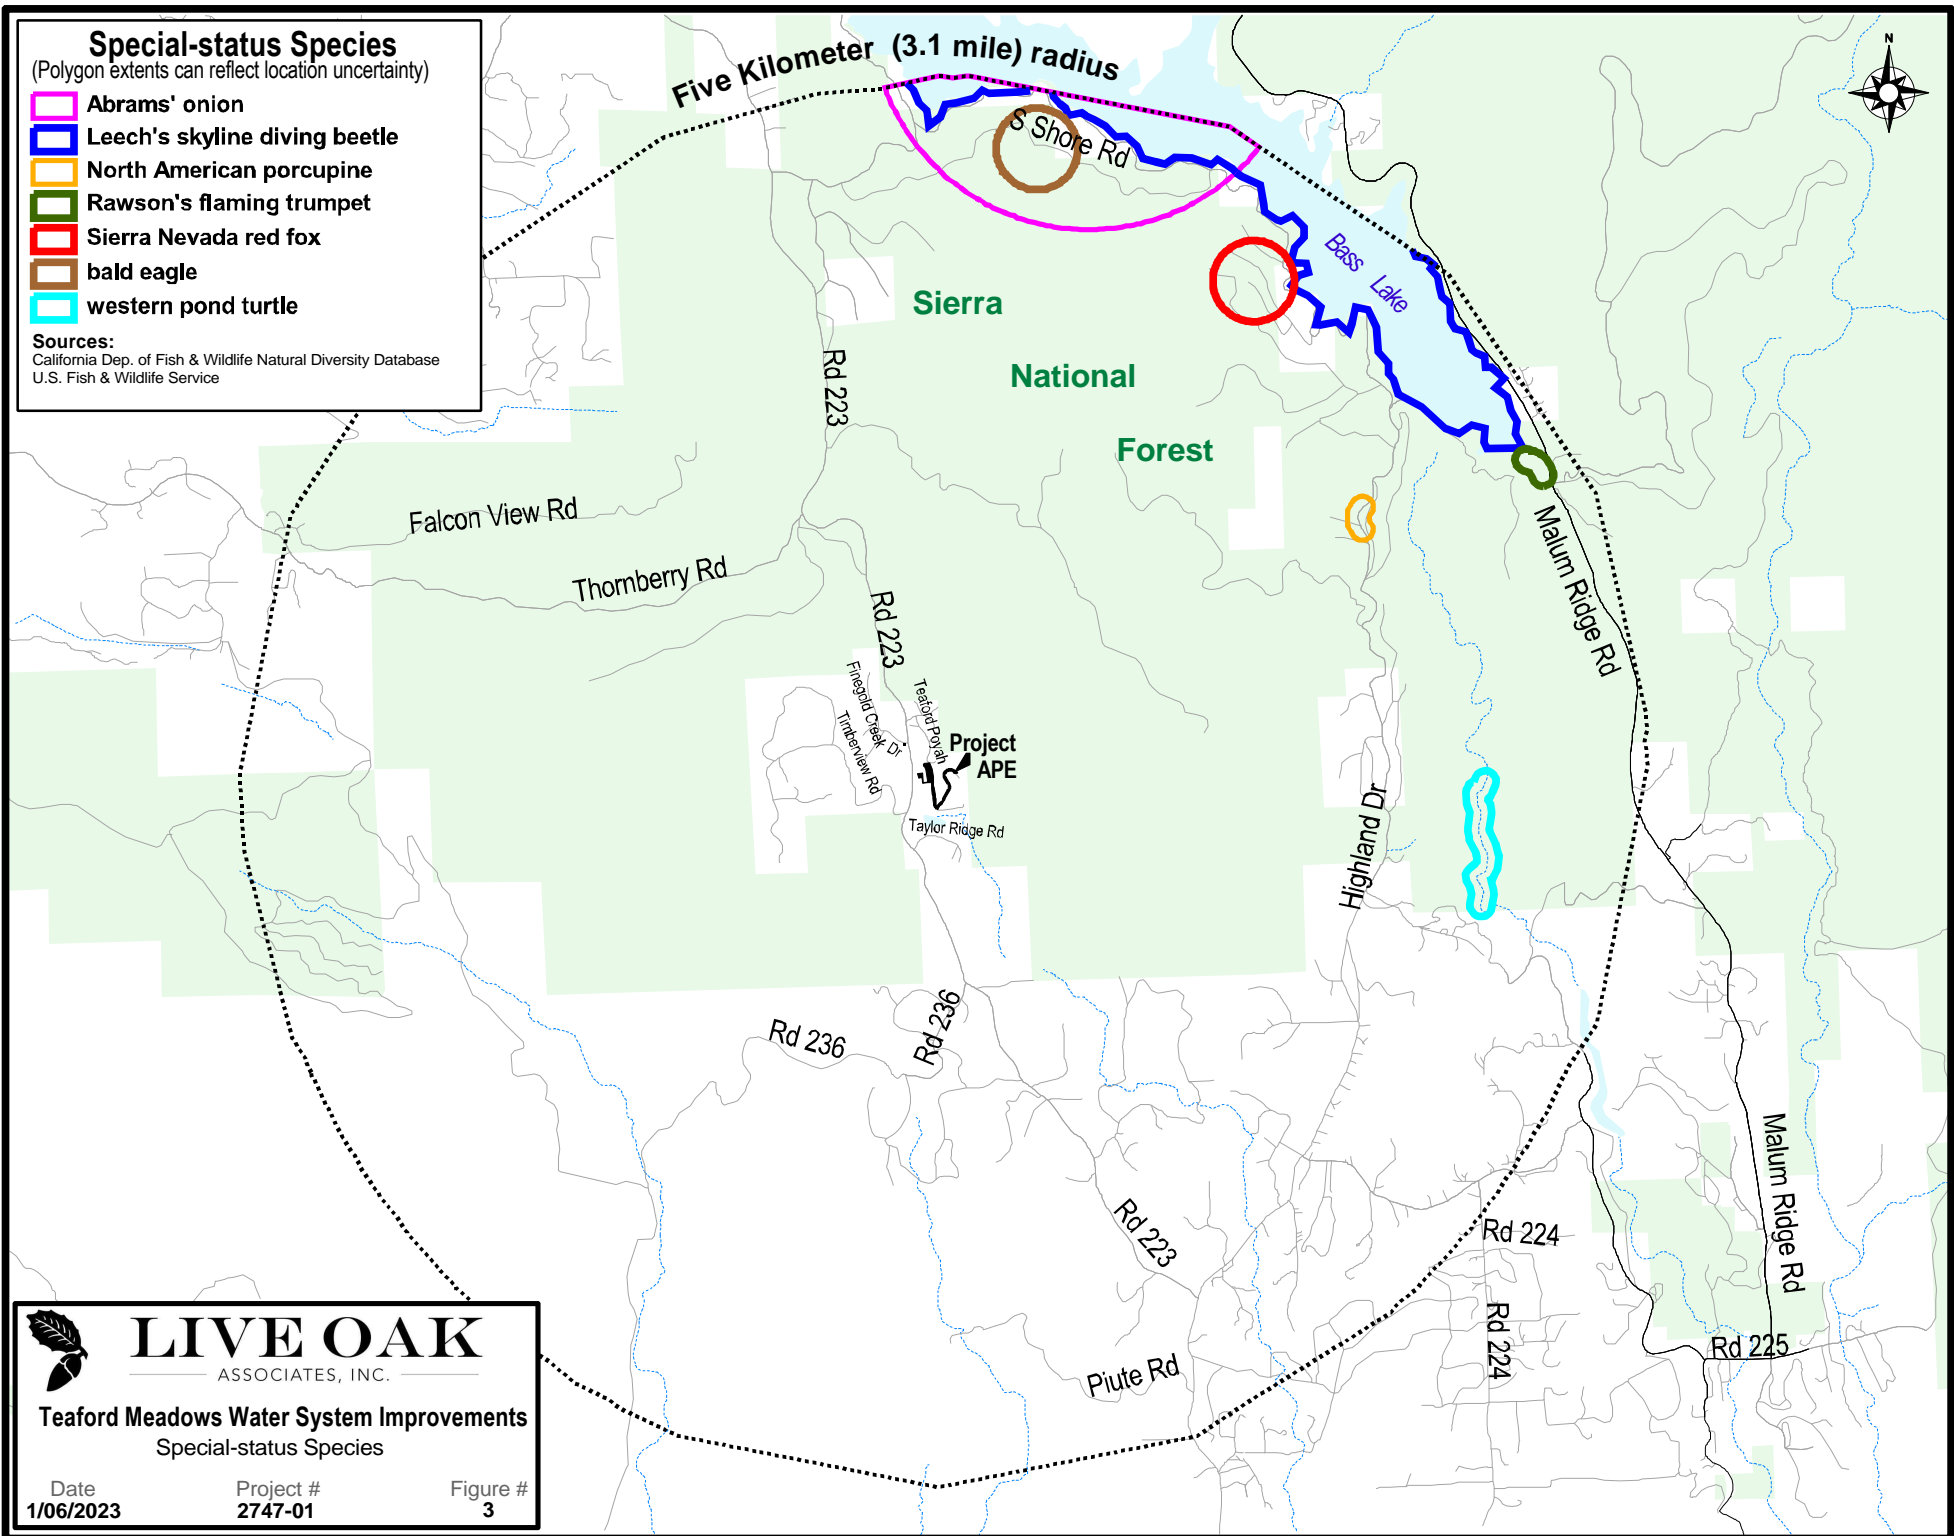 Special-status Species
(Polygon extents can reflect location uncertainty)
Abrams' onion
Leech's skyline diving beetle
North American porcupine
Rawson's flaming trumpet
Sierra Nevada red fox
bald eagle
western pond turtle
Sources:
California Dep. of Fish & Wildlife Natural Diversity Database
U.S. Fish & Wildlife Service
Five Kilometer (3.1 mile) radius
N
S Shore Rd
Bass Lake
Sierra
National
Forest
Rd 223
Falcon View Rd
Thornberry Rd
Malum Ridge Rd
Rd 223
Finegold Creek Dr
Teaford Poyah
Timberview Rd
Project
APE
Taylor Ridge Rd
Highland Dr
Rd 236
Rd 236
Malum Ridge Rd
Rd 223
Rd 224
Rd 224
Rd 225
Piute Rd
LIVE OAK
ASSOCIATES, INC.
Teaford Meadows Water System Improvements
Special-status Species
Date Project # Figure #
1/06/2023 2747-01 3